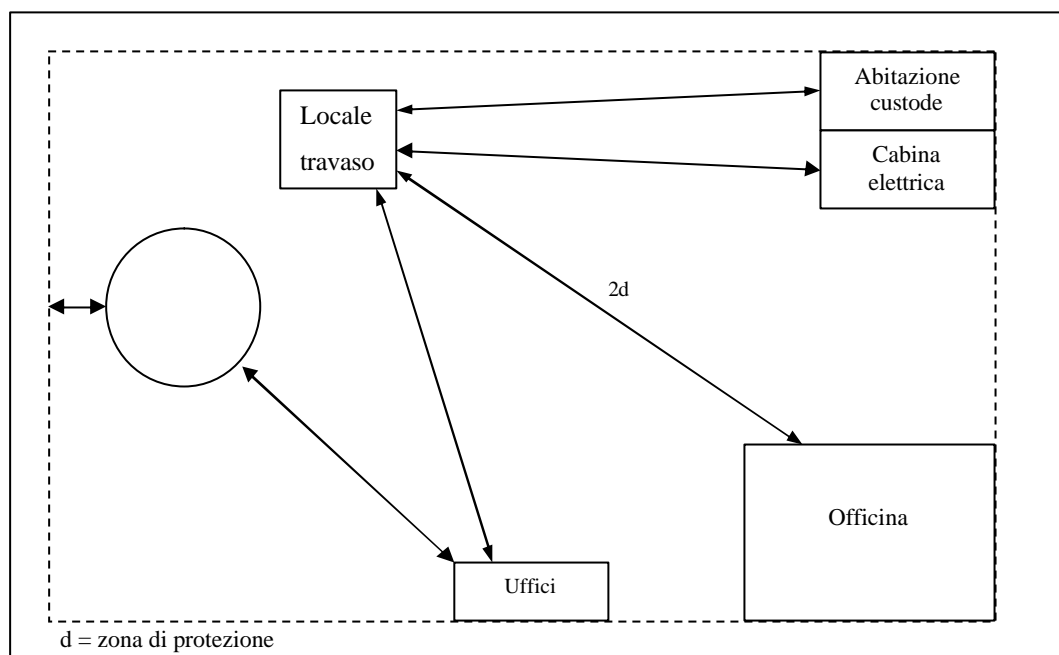 Abitazione
custode
Locale
travaso
Cabina
elettrica
2d
Officina
Uffici
d = zona di protezione